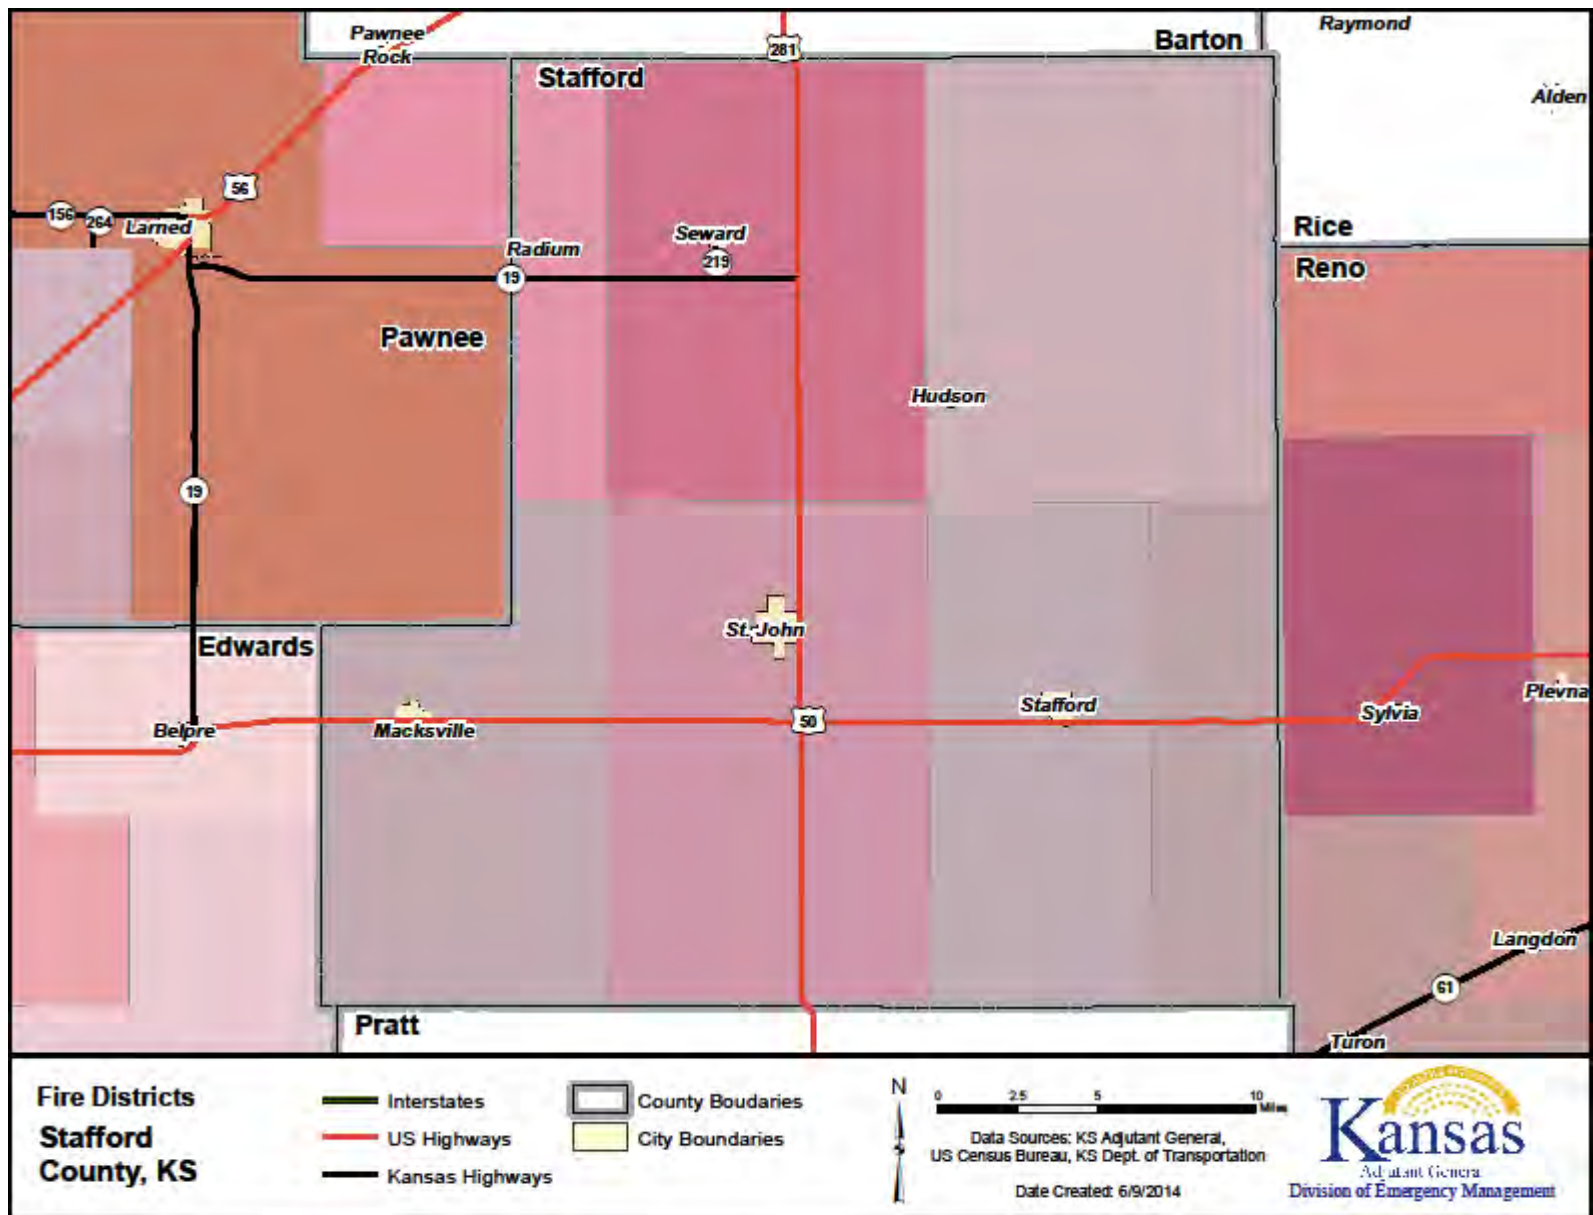 Pawnee
Rock
281
Barton
Raymond
Stafford
Alden
56
156
264
Larned
Rice
Radium
Seward
219
19
Reno
Pawnee
Hudson
19
St. John
Edwards
Belpre
Macksville
50
Stafford
Sylvia
Plevna
Langdon
61
Turon
Pratt
Fire Districts
Stafford
County, KS
Interstates
US Highways
Kansas Highways
County Boudaries
City Boundaries
N
S
0 2.5 5 10
Miles
Data Sources: KS Adjutant General,
US Census Bureau, KS Dept. of Transportation
Date Created: 6/9/2014
Kansas
Adjutant General
Division of Emergency Management